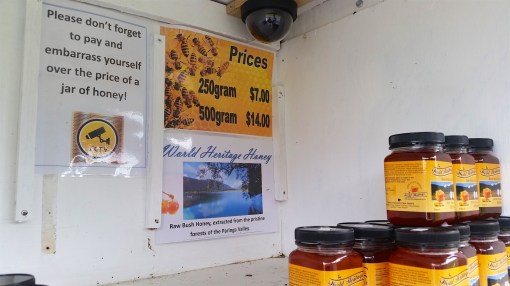 Please don't forget
to pay and
embarrass yourself
over the price of a
jar of honey!
Prices
250gram $7.00
500gram $14.00
World Heritage Honey
Raw Bush Honey, extracted from the pristine
forests of the Paringa Valley